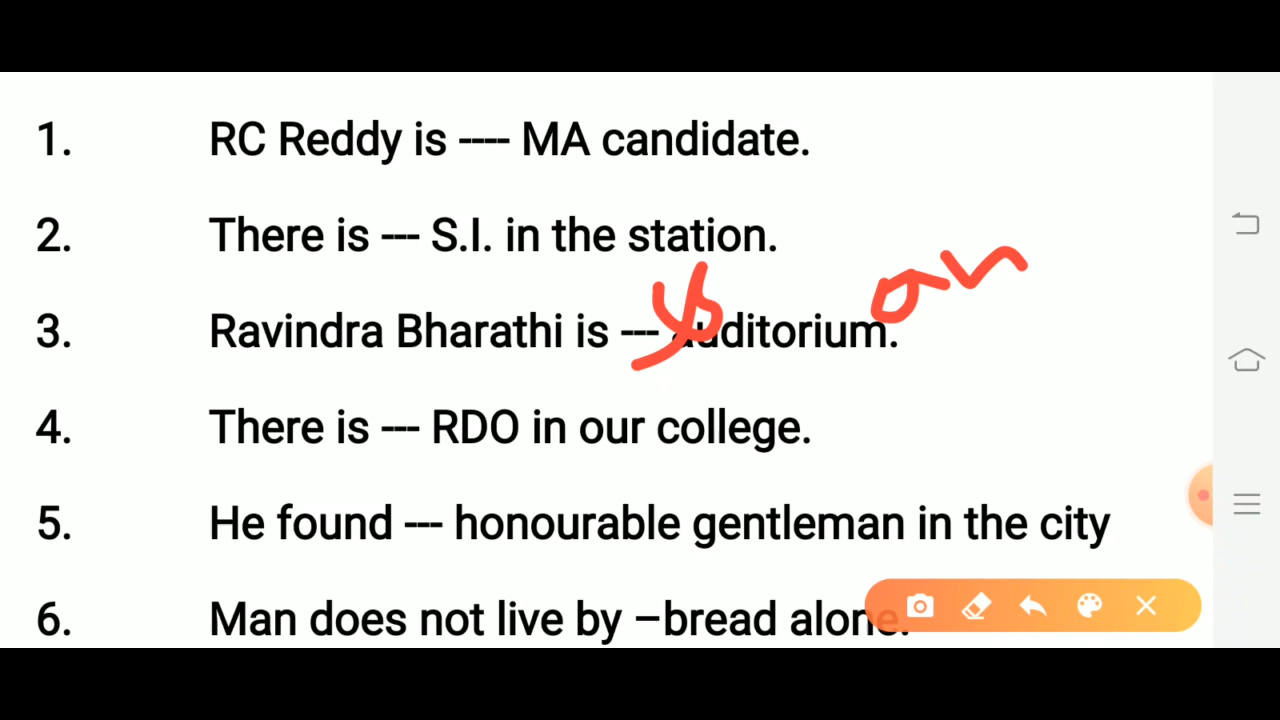 1. RC Reddy is ---- MA candidate.
2. There is --- S.I. in the station.
an
3. Ravindra Bharathi is --- auditorium.
4. There is --- RDO in our college.
5. He found --- honourable gentleman in the city
6. Man does not live by –bread alone.